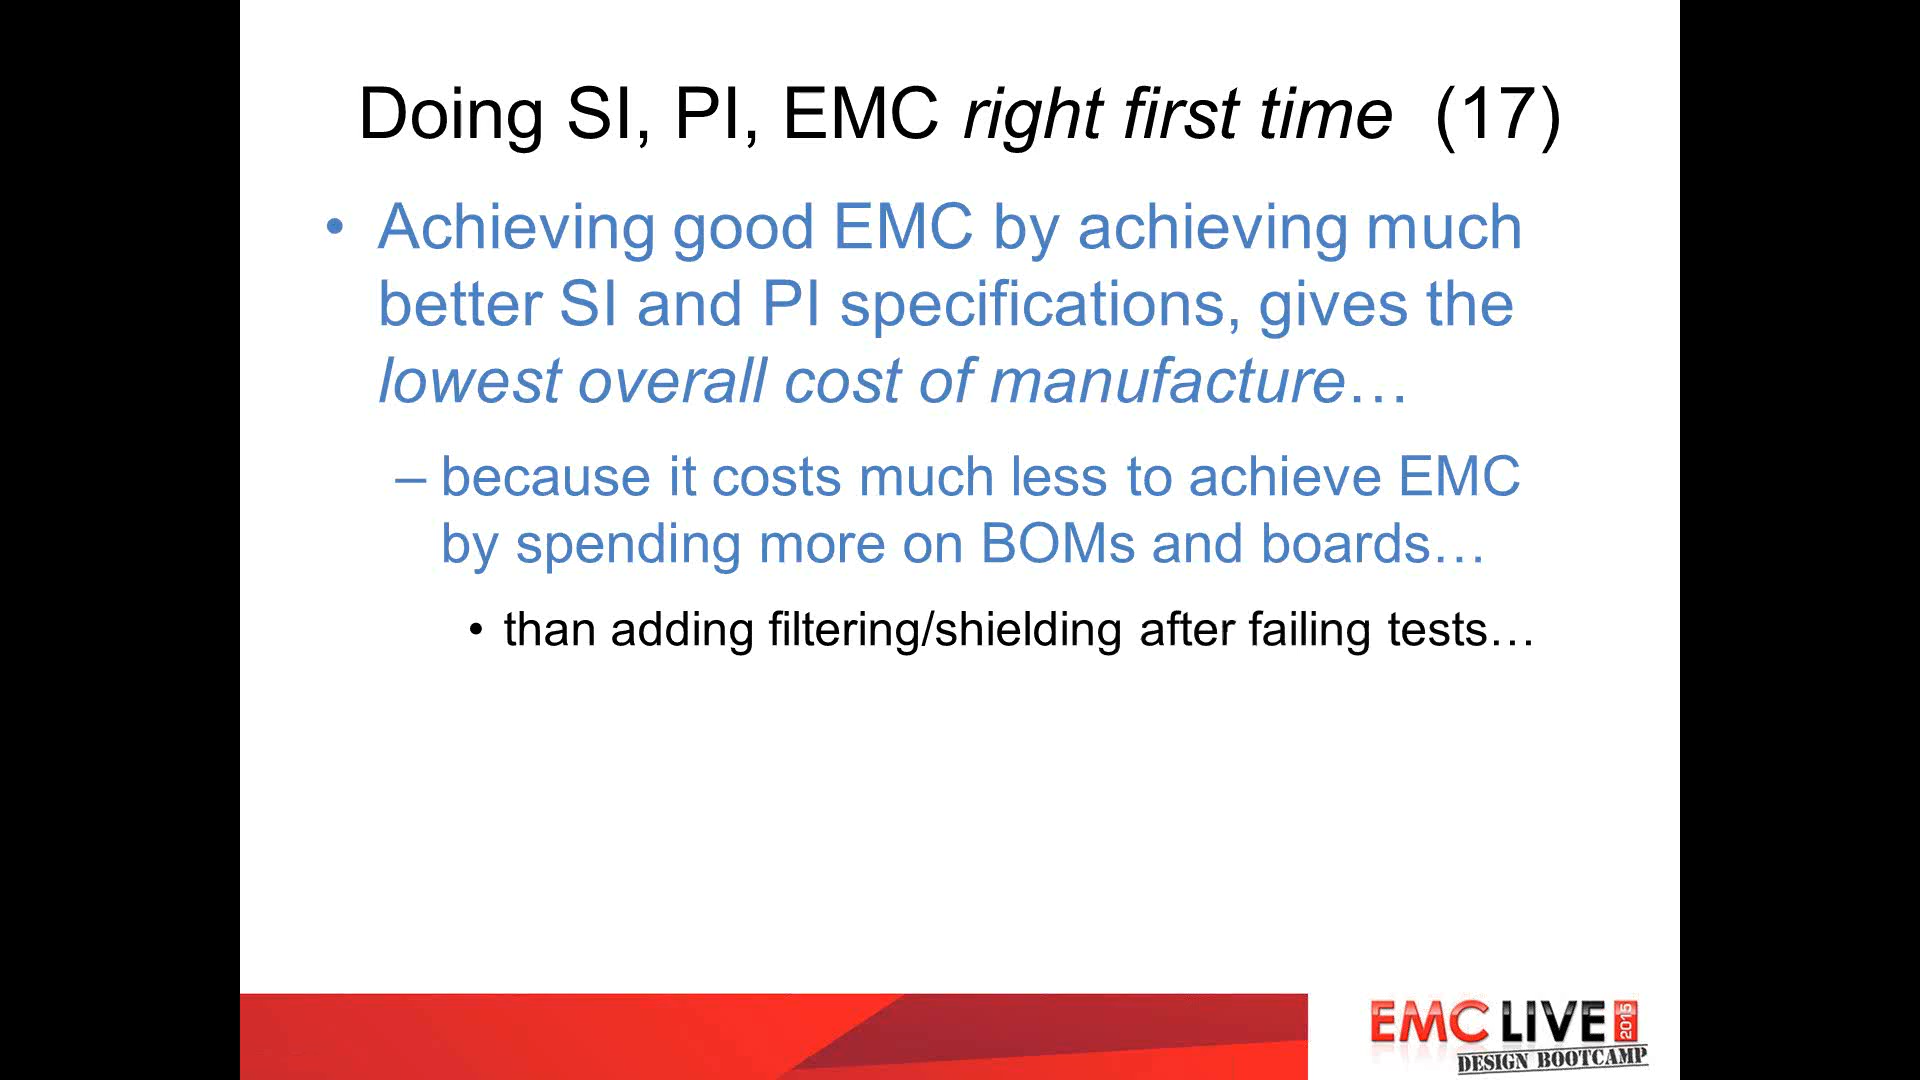 Doing SI, PI, EMC right first time (17)
• Achieving good EMC by achieving much
better SI and PI specifications, gives the
lowest overall cost of manufacture…
– because it costs much less to achieve EMC
by spending more on BOMs and boards…
• than adding filtering/shielding after failing tests…
EMC LIVE 2015
DESIGN BOOTCAMP